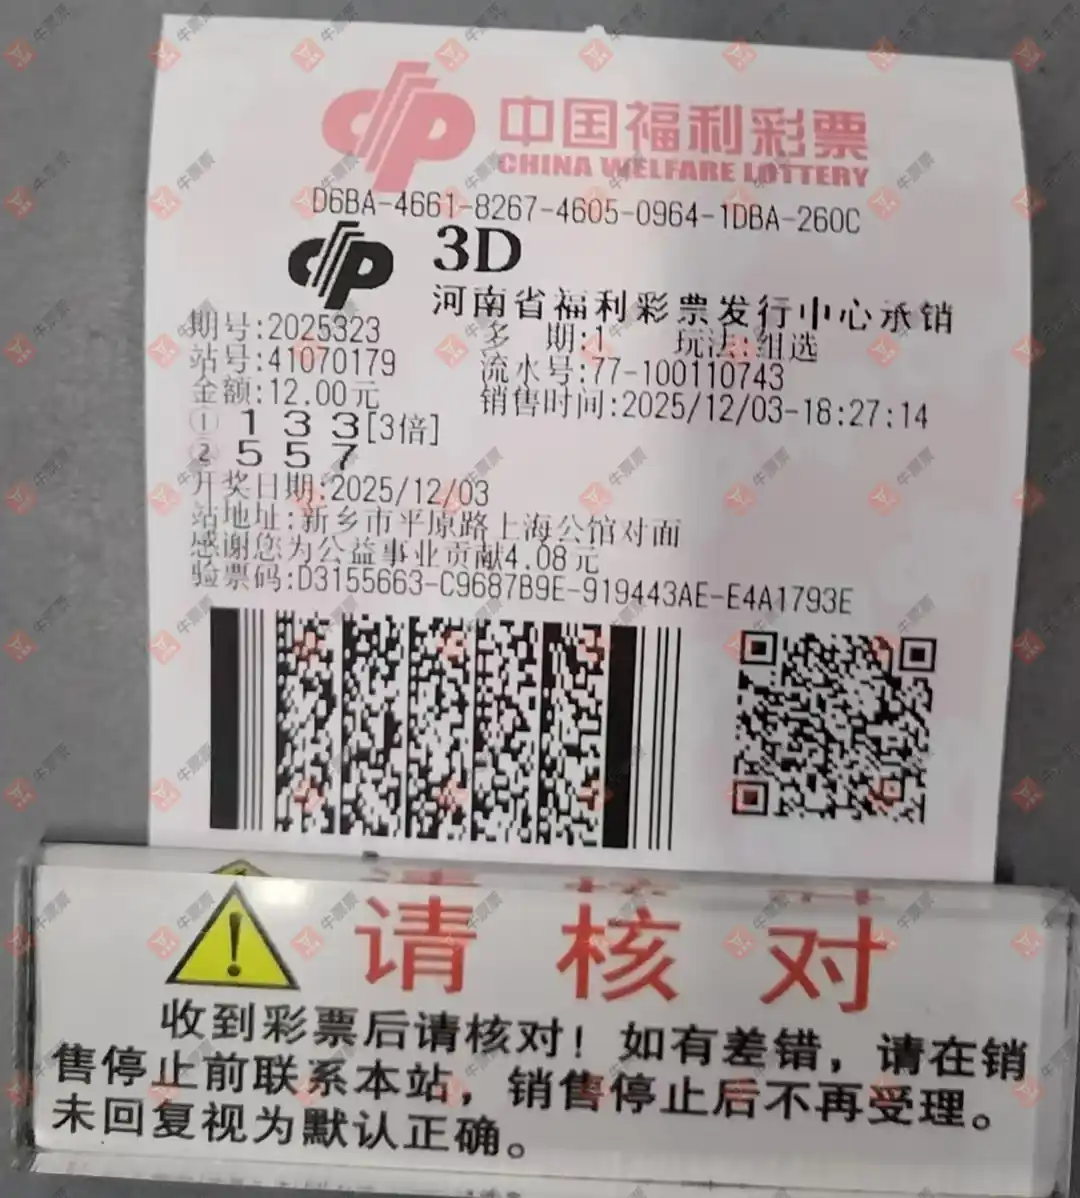 中国福利彩票
CHINA WELFARE LOTTERY
D6BA-4661-8267-4605-0964-1DBA-260C
3D
河南省福利彩票发行中心承销
期号:2025323 多 期:1 玩法:组选
站号:41070179 流水号:77-100110743
金额:12.00元 销售时间:2025/12/03-18:27:14
① 1 3 3[3倍]
② 5 5 7
开奖日期:2025/12/03
站地址:新乡市平原路上海公馆对面
感谢您为公益事业贡献4.08元
验票码:D3155663-C9687B9E-919443AE-E4A1793E
请核对
收到彩票后请核对！如有差错，请在销
售停止前联系本站，销售停止后不再受理。
未回复视为默认正确。
牛票票